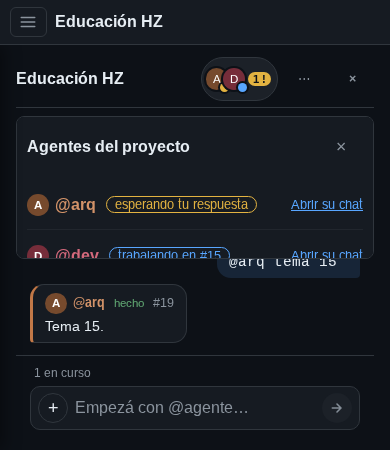 Educación HZ
Educación HZ
A D 1 ! ... ×
Agentes del proyecto ×
A @arq esperando tu respuesta Abrir su chat
D @dev trabajando en #15 Abrir su chat
@arq tema 15
A @arq hecho #19
Tema 15.
1 en curso
+ Empezá con @agente… →